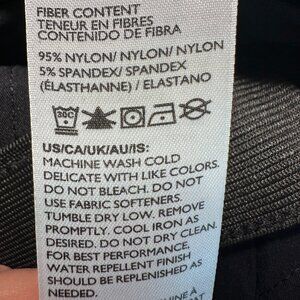 FIBER CONTENT
TENEUR EN FIBRES
CONTENIDO DE FIBRA
95% NYLON/ NYLON/ NYLON
5% SPANDEX/ SPANDEX
(ÉLASTHANNE) / ELASTANO
30C
US/CA/UK/AU/IS:
MACHINE WASH COLD
DELICATE WITH LIKE COLORS.
DO NOT BLEACH. DO NOT
USE FABRIC SOFTENERS.
TUMBLE DRY LOW. REMOVE
PROMPTLY. COOL IRON AS
DESIRED. DO NOT DRY CLEAN.
FOR BEST PERFORMANCE,
WATER REPELLENT FINISH
SHOULD BE REPLENISHED AS
NEEDED.